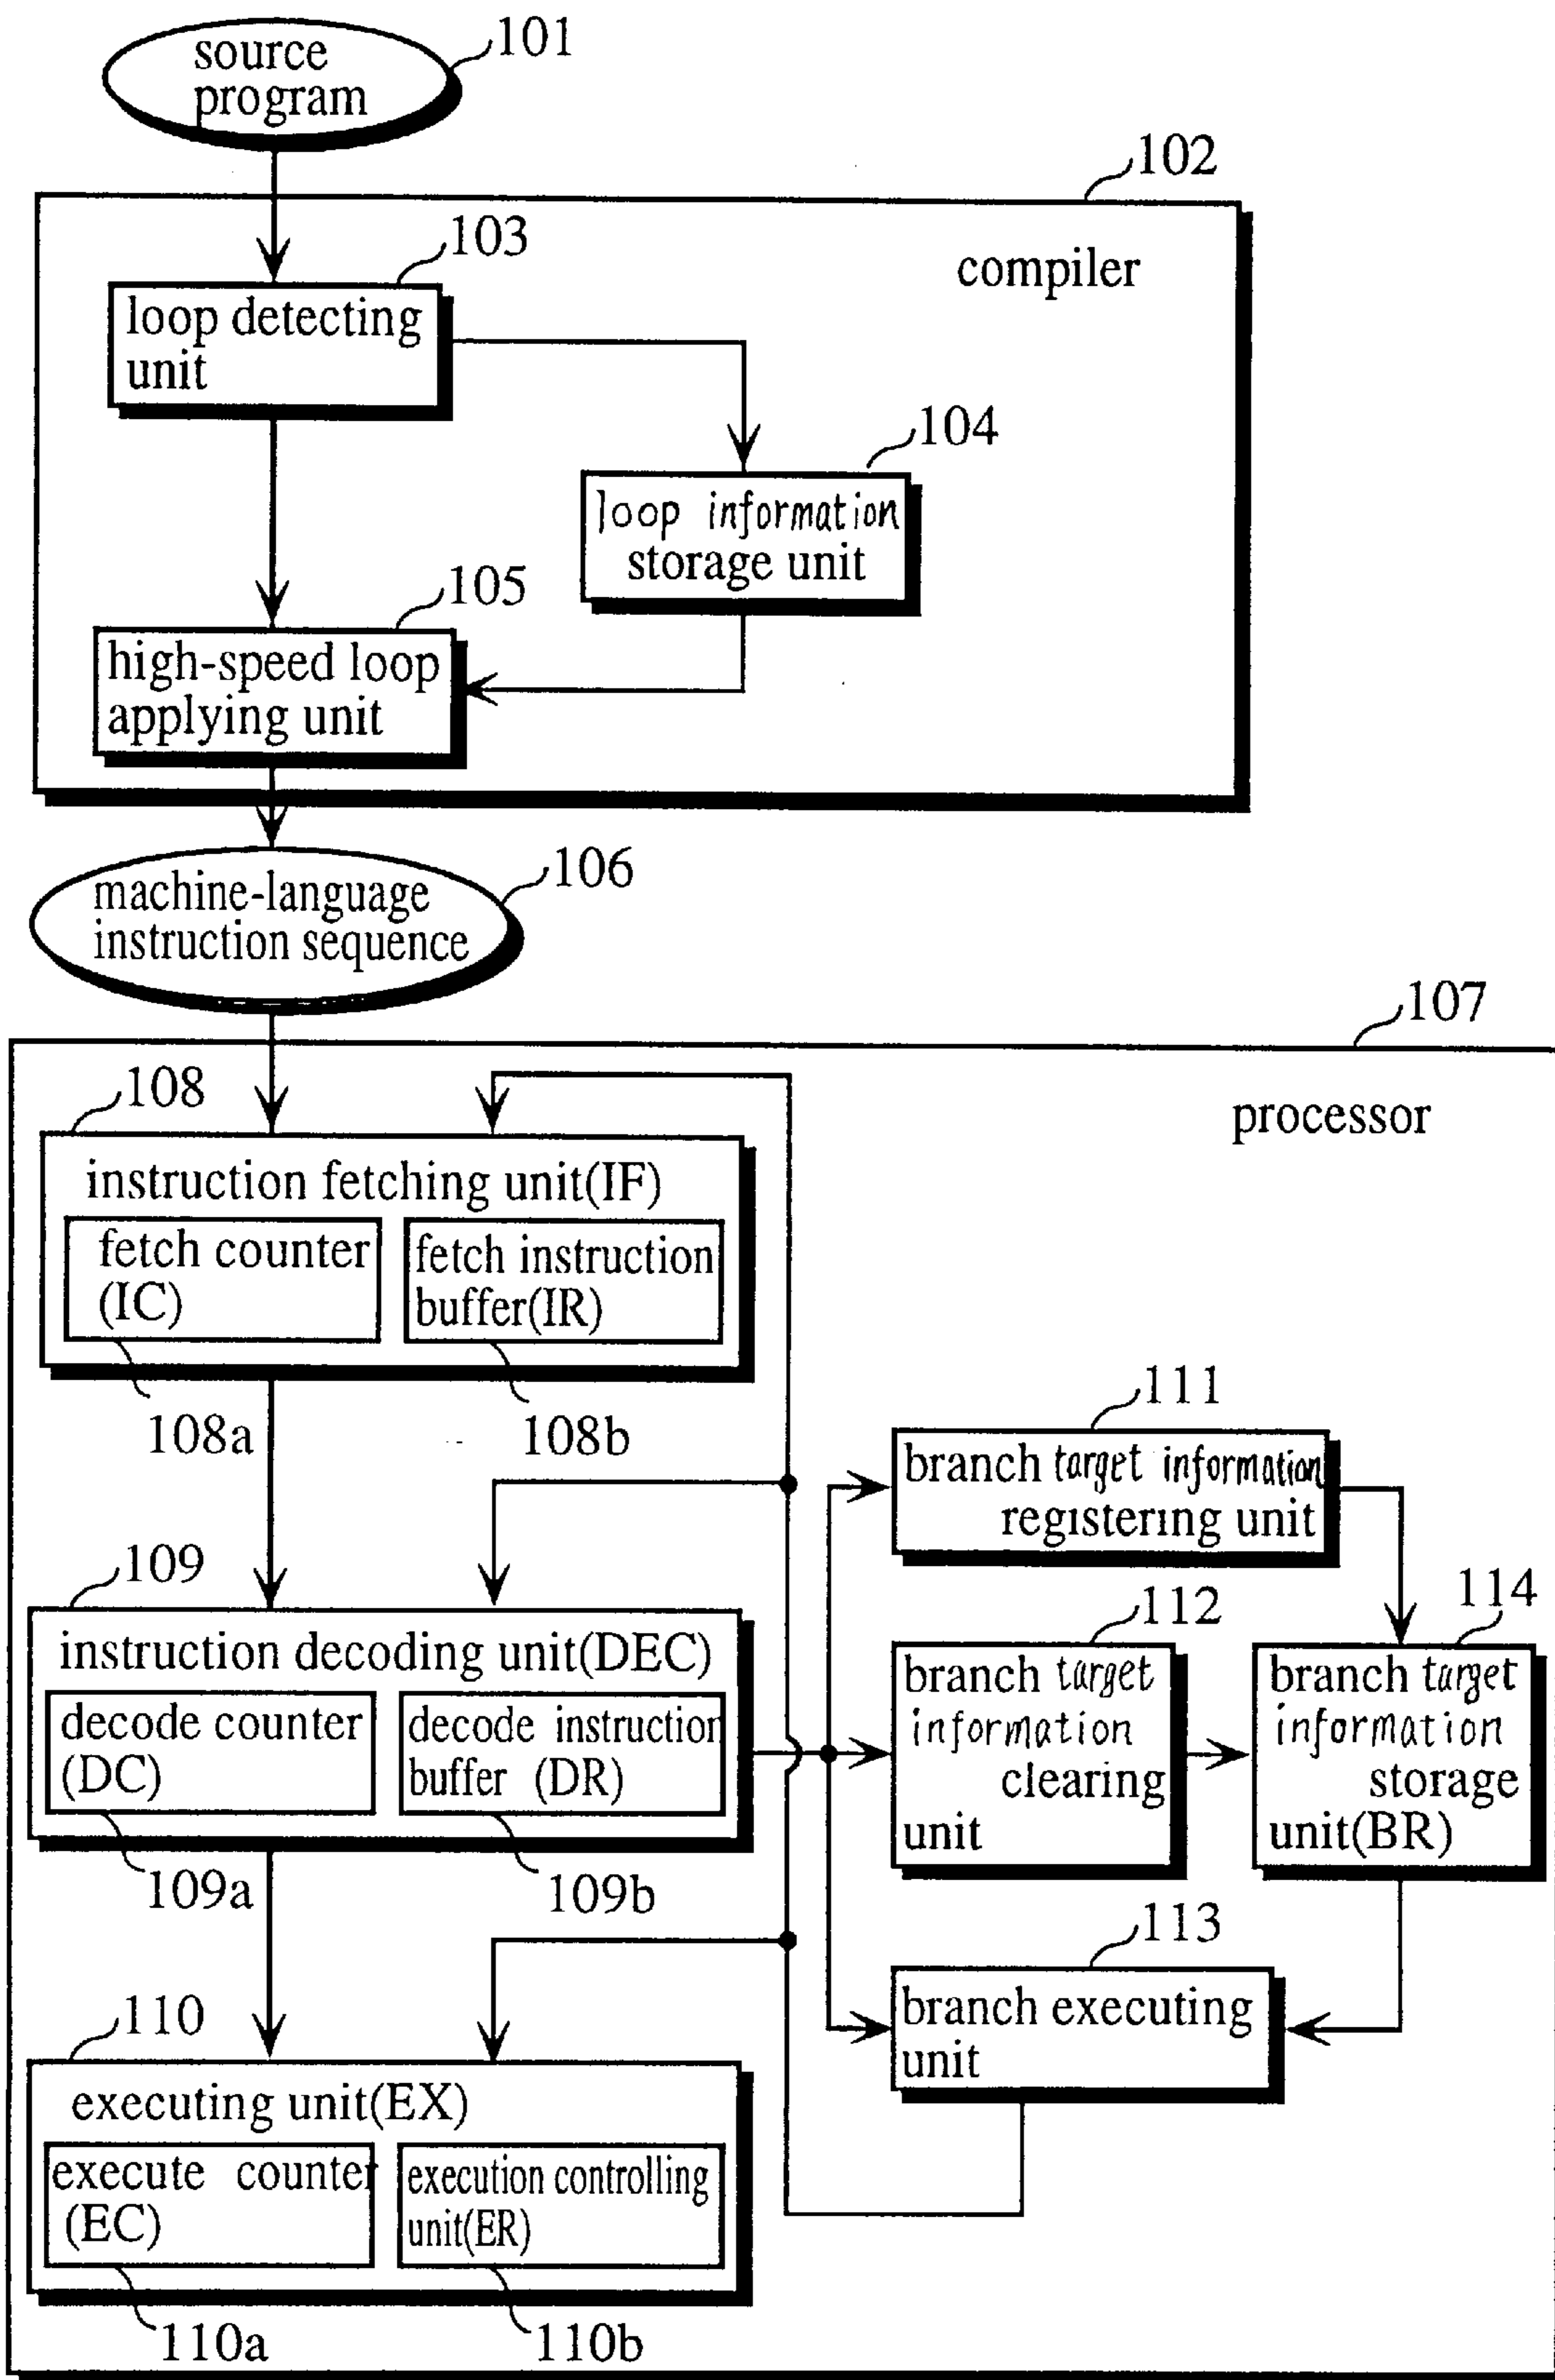 source
program
101
102
compiler
103
loop detecting
unit
104
loop information
storage unit
105
high-speed loop
applying unit
machine-language
instruction sequence
106
107
processor
108
instruction fetching unit(IF)
fetch counter
(IC)
fetch instruction
buffer(IR)
108a
108b
111
branch target information
registering unit
109
instruction decoding unit(DEC)
decode counter
(DC)
decode instruction
buffer (DR)
109a
109b
112
branch target
information
clearing
unit
114
branch target
information
storage
unit(BR)
113
branch executing
unit
110
executing unit(EX)
execute counter
(EC)
execution controlling
unit(ER)
110a
110b